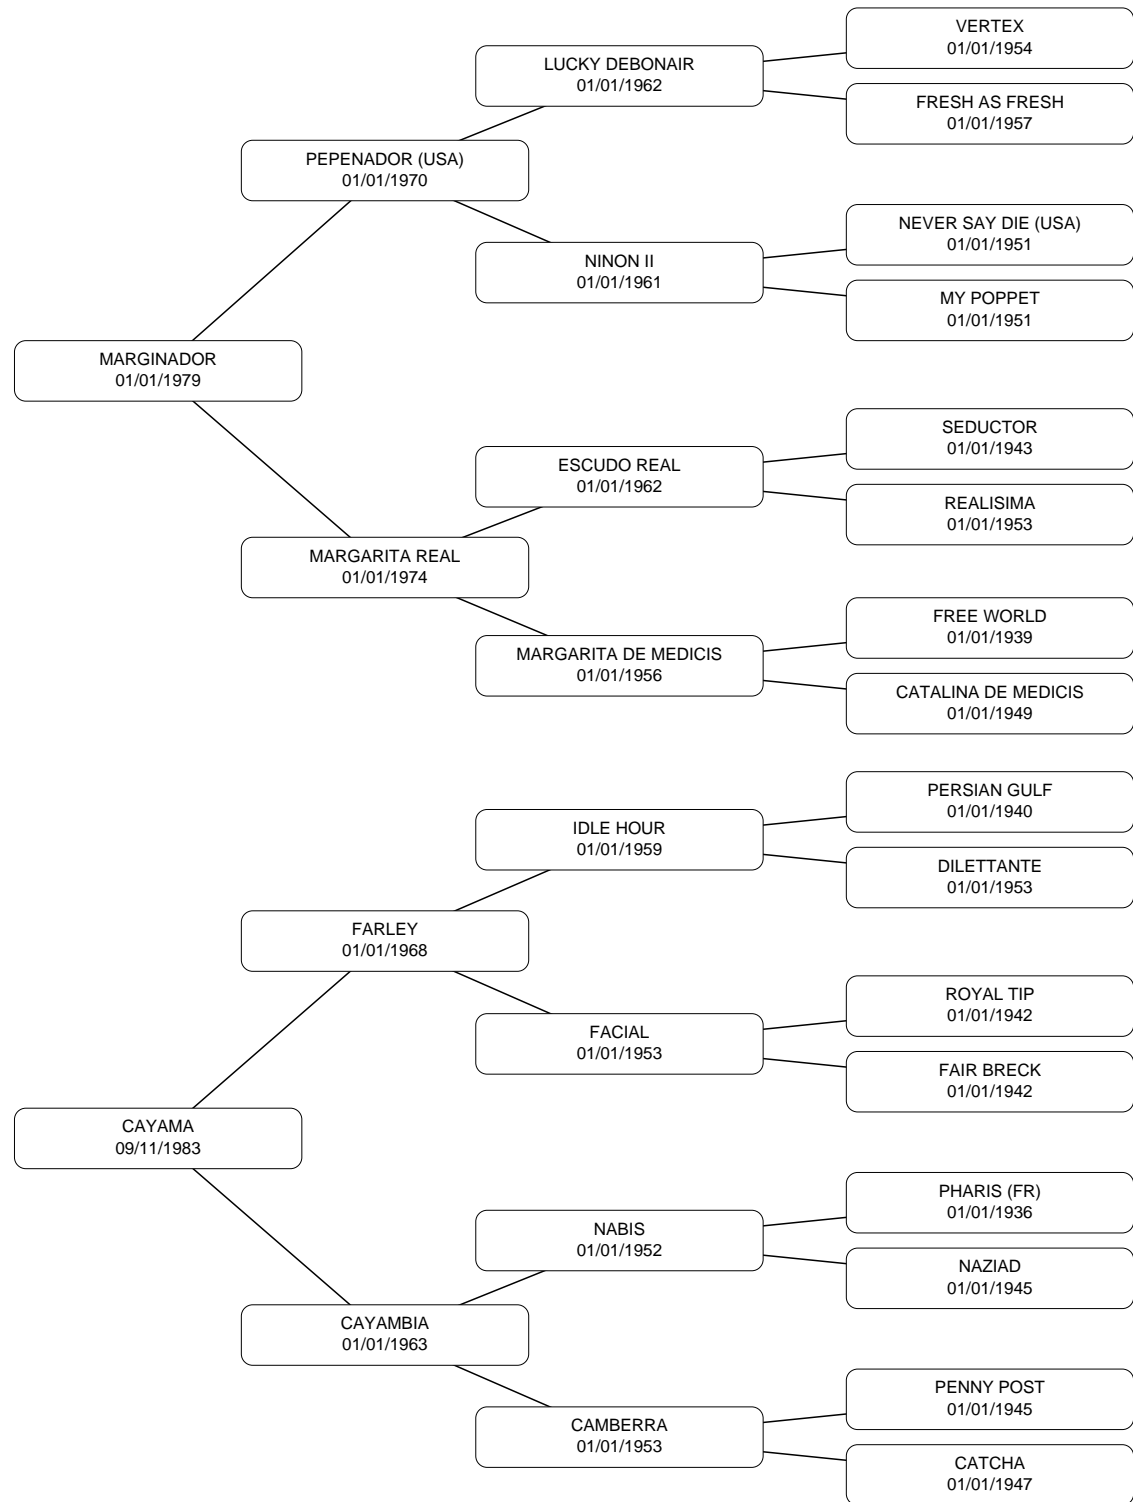 VERTEX
01/01/1954
LUCKY DEBONAIR
01/01/1962
FRESH AS FRESH
01/01/1957
PEPENADOR (USA)
01/01/1970
NEVER SAY DIE (USA)
01/01/1951
NINON II
01/01/1961
MY POPPET
01/01/1951
MARGINADOR
01/01/1979
SEDUCTOR
01/01/1943
ESCUDO REAL
01/01/1962
REALISIMA
01/01/1953
MARGARITA REAL
01/01/1974
FREE WORLD
01/01/1939
MARGARITA DE MEDICIS
01/01/1956
CATALINA DE MEDICIS
01/01/1949
PERSIAN GULF
01/01/1940
IDLE HOUR
01/01/1959
DILETTANTE
01/01/1953
FARLEY
01/01/1968
ROYAL TIP
01/01/1942
FACIAL
01/01/1953
FAIR BRECK
01/01/1942
CAYAMA
09/11/1983
PHARIS (FR)
01/01/1936
NABIS
01/01/1952
NAZIAD
01/01/1945
CAYAMBIA
01/01/1963
PENNY POST
01/01/1945
CAMBERRA
01/01/1953
CATCHA
01/01/1947